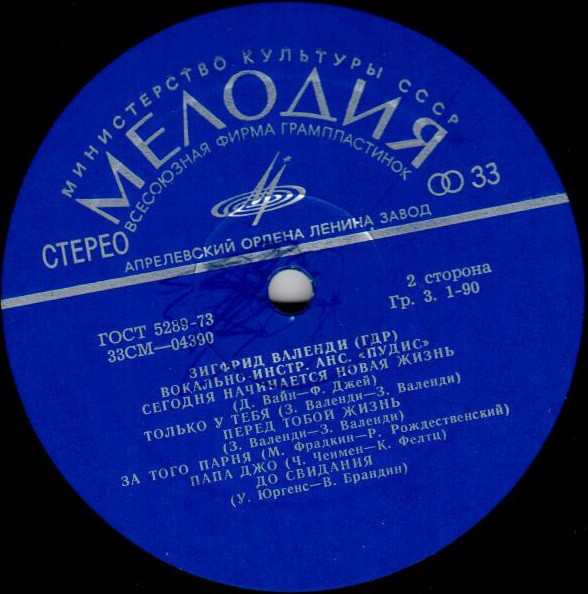 МИНИСТЕРСТВО КУЛЬТУРЫ СССР
МЕЛОДИЯ
ВСЕСОЮЗНАЯ ФИРМА ГРАМПЛАСТИНОК
33
СТЕРЕО
АПРЕЛЕВСКИЙ ОРДЕНА ЛЕНИНА ЗАВОД
ГОСТ 5289-73
33СМ—04390
2 сторона
Гр. 3. 1-90
ЗИГФРИД ВАЛЕНДИ (ГДР)
ВОКАЛЬНО-ИНСТР. АНС. «ПУДИС»
СЕГОДНЯ НАЧИНАЕТСЯ НОВАЯ ЖИЗНЬ
(Д. Вайн—Ф. Джей)
ТОЛЬКО У ТЕБЯ (З. Валенди—З. Валенди)
ПЕРЕД ТОБОЙ ЖИЗНЬ
(З. Валенди—З. Валенди)
ЗА ТОГО ПАРНЯ (М. Фрадкин—Р. Рождественский)
ПАПА ДЖО (Ч. Чеимен—К. Фелтц)
ДО СВИДАНИЯ
(У. Юргенс—В. Брандин)